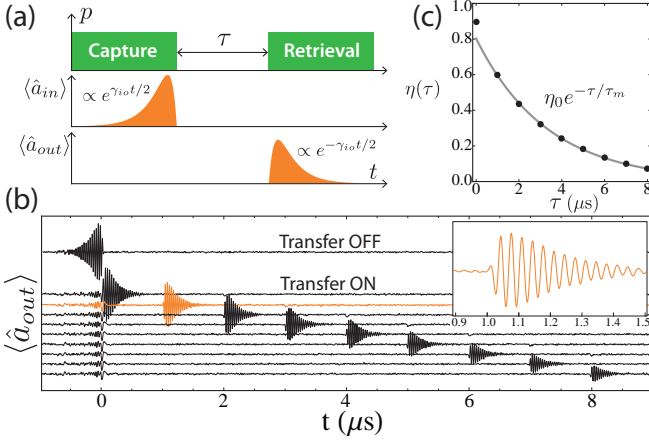 (a)
p
Capture
τ
Retrieval
⟨â_in⟩
∝ e^{γ_io t/2}
⟨â_out⟩
∝ e^{-γ_io t/2}
t
(c)
1.0
0.8
0.6
0.4
0.2
0.0
η(τ)
η_0 e^{-τ/τ_m}
0 2 4 6 8
τ (μs)
(b)
⟨â_out⟩
Transfer OFF
Transfer ON
0.9 1.0 1.1 1.2 1.3 1.4 1.5
0 2 4 6 8
t (μs)